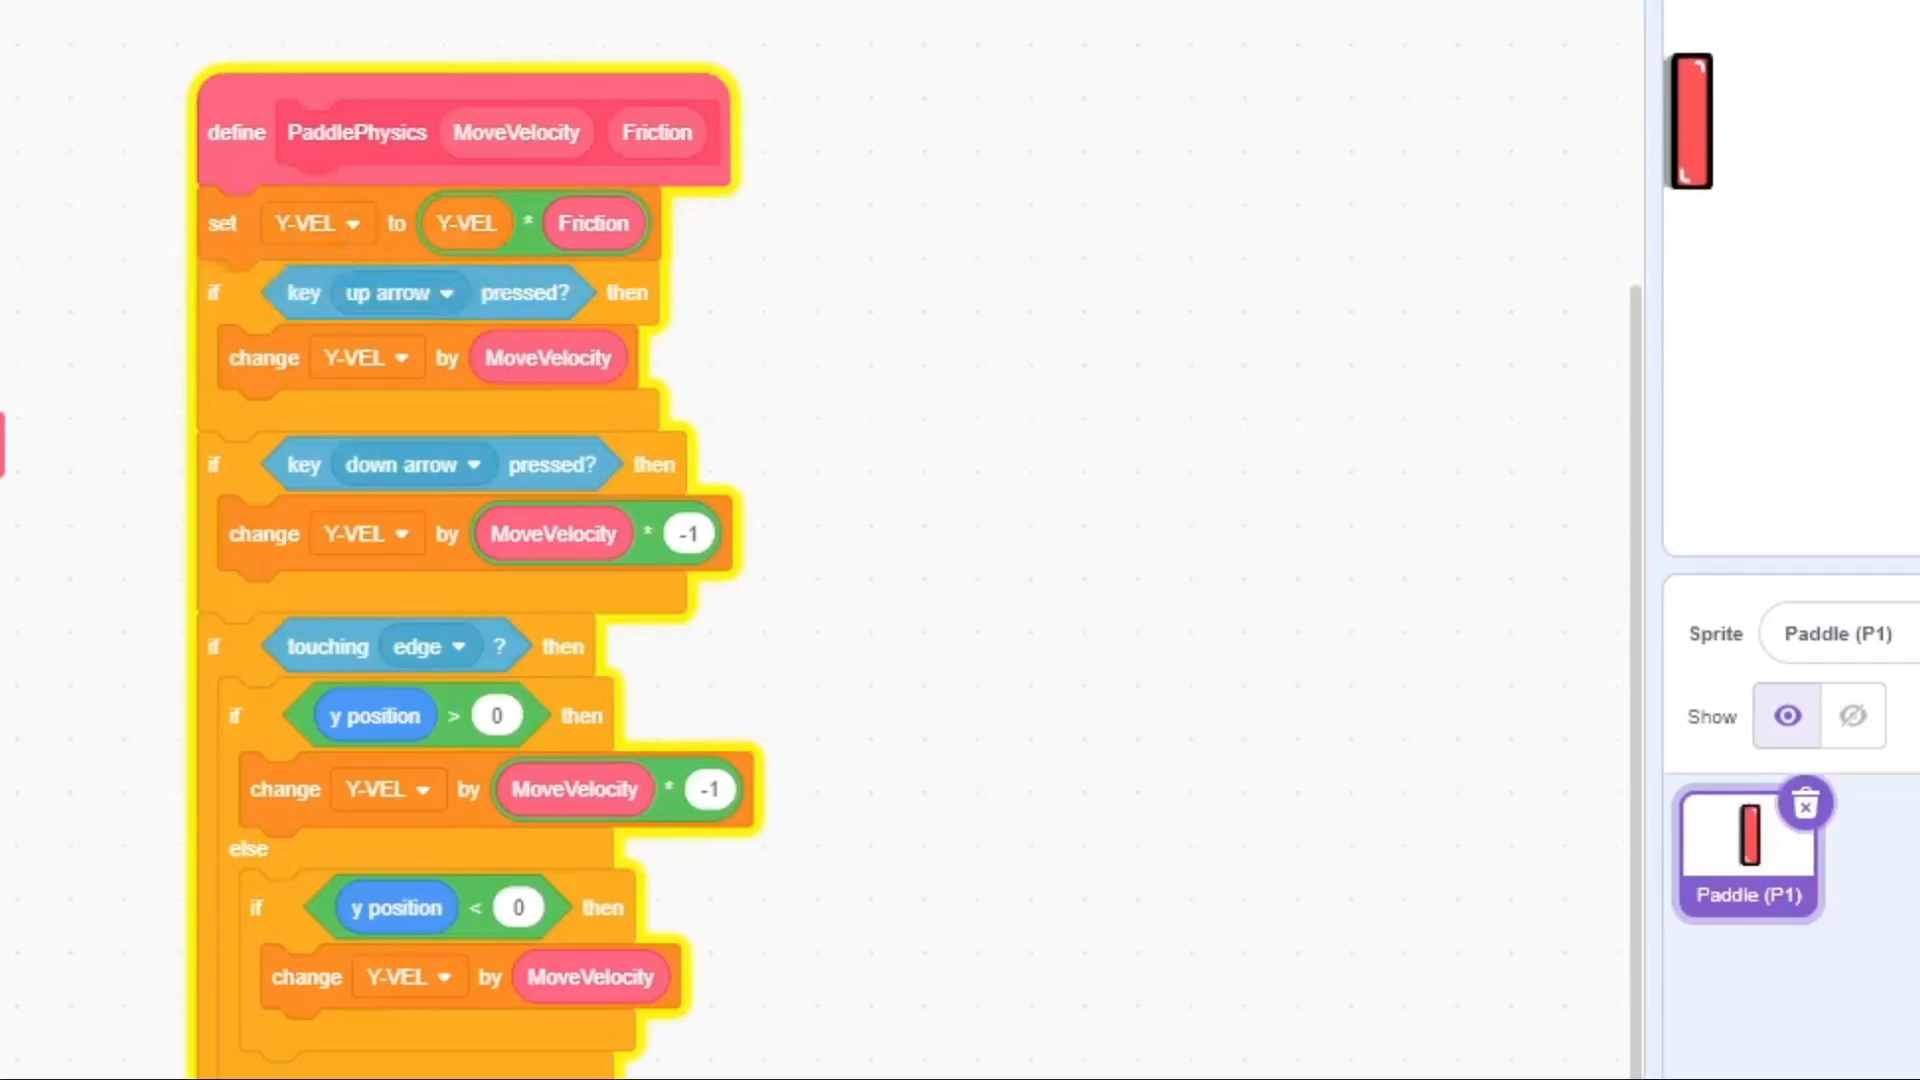 define PaddlePhysics MoveVelocity Friction
set Y-VEL to Y-VEL * Friction
if key up arrow pressed? then
change Y-VEL by MoveVelocity
if key down arrow pressed? then
change Y-VEL by MoveVelocity * -1
if touching edge ? then
if y position > 0 then
change Y-VEL by MoveVelocity * -1
else
if y position < 0 then
change Y-VEL by MoveVelocity
Sprite Paddle (P1)
Show
Paddle (P1)